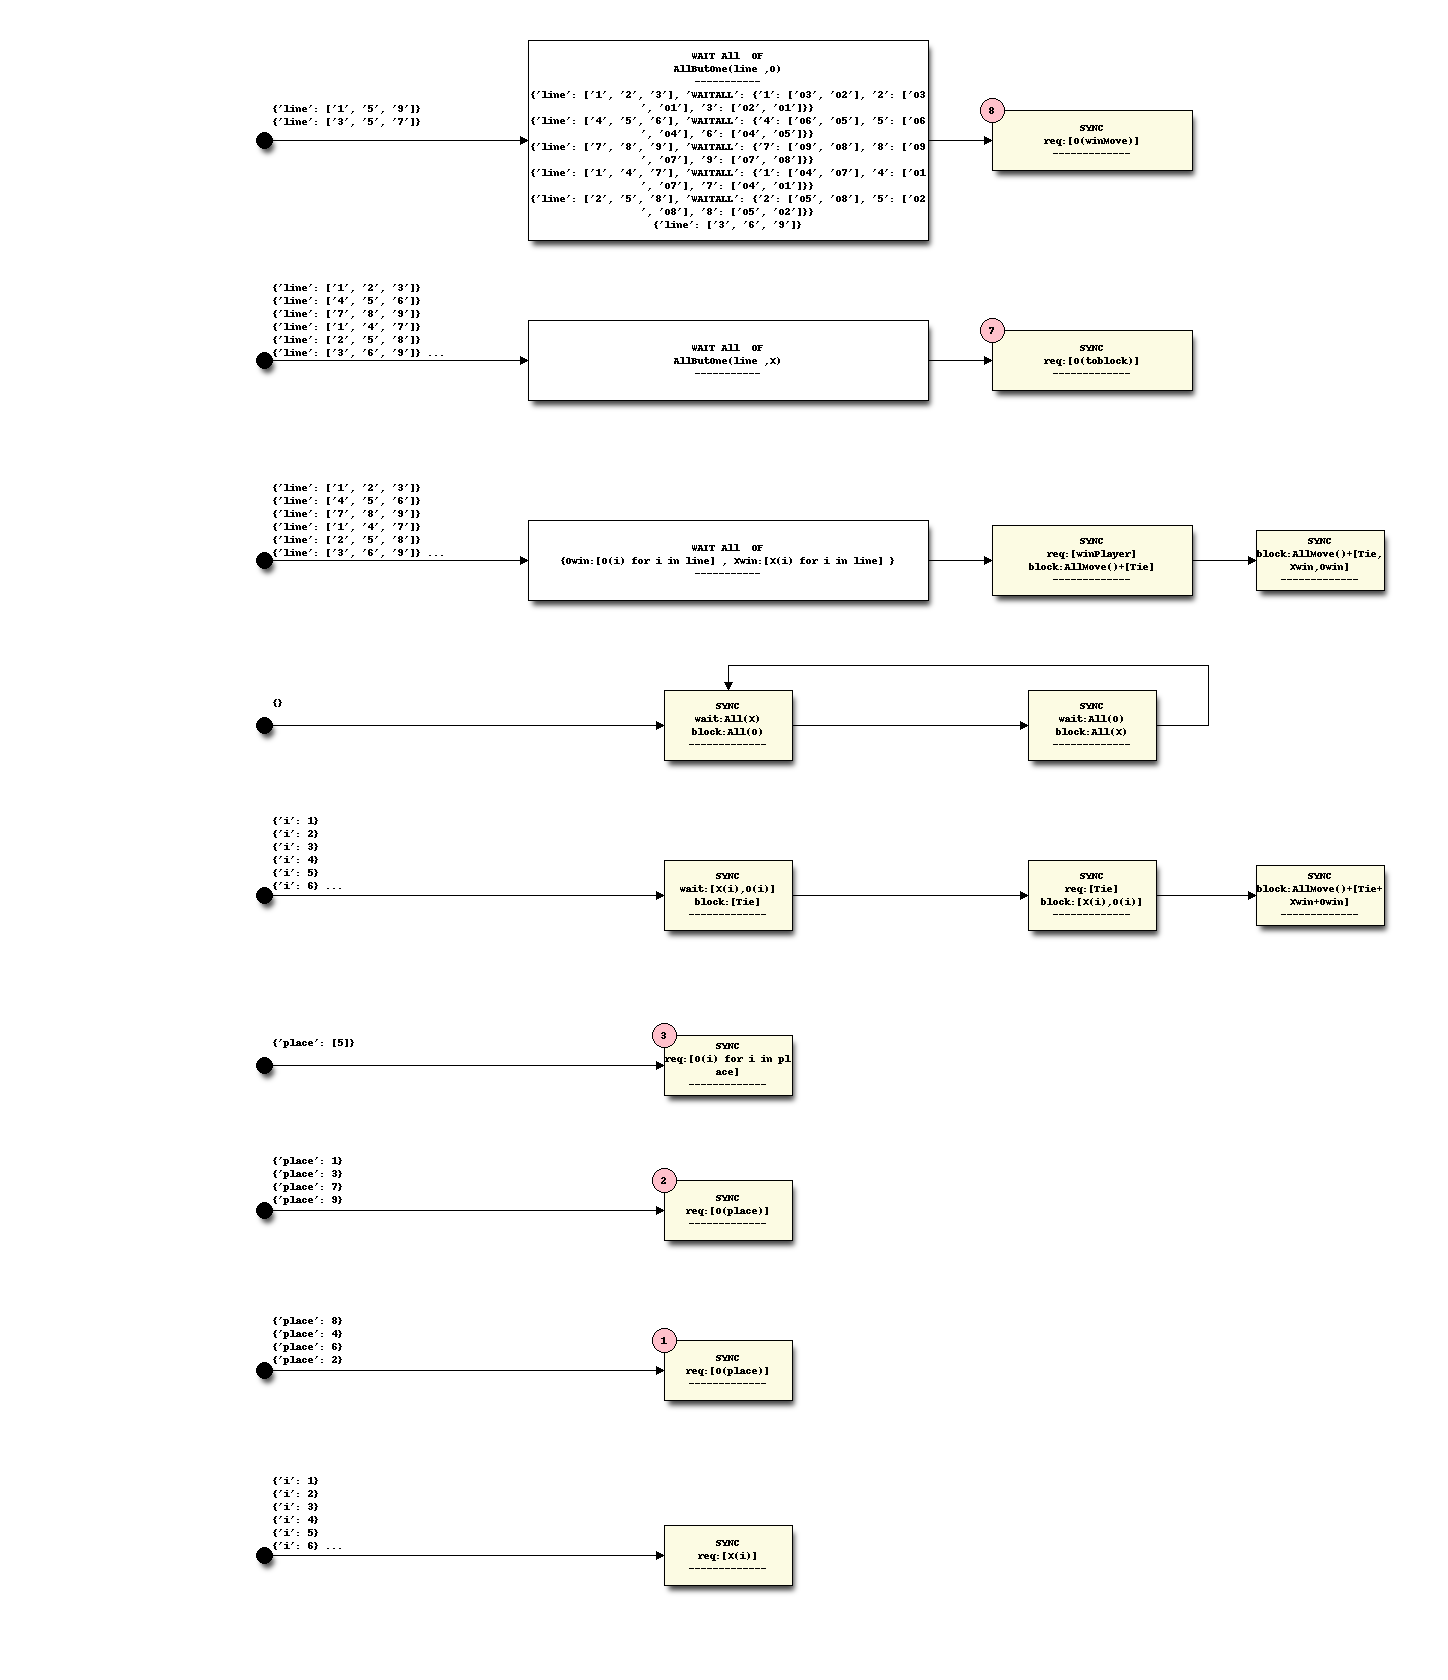 WAIT All OF
AllButOne(line ,O)
-----------
{'line': ['1', '5', '9']}
{'line': ['3', '5', '7']}
{'line': ['1', '2', '3'], 'WAITALL': {'1': ['O3', 'O2'], '2': ['O3
', 'O1'], '3': ['O2', 'O1']}}
{'line': ['4', '5', '6'], 'WAITALL': {'4': ['O6', 'O5'], '5': ['O6
', 'O4'], '6': ['O4', 'O5']}}
{'line': ['7', '8', '9'], 'WAITALL': {'7': ['O9', 'O8'], '8': ['O9
', 'O7'], '9': ['O7', 'O8']}}
{'line': ['1', '4', '7'], 'WAITALL': {'1': ['O4', 'O7'], '4': ['O1
', 'O7'], '7': ['O4', 'O1']}}
{'line': ['2', '5', '8'], 'WAITALL': {'2': ['O5', 'O8'], '5': ['O2
', 'O8'], '8': ['O5', 'O2']}}
{'line': ['3', '6', '9']}
8
SYNC
req:[O(winMove)]
-------------
{'line': ['1', '2', '3']}
{'line': ['4', '5', '6']}
{'line': ['7', '8', '9']}
{'line': ['1', '4', '7']}
{'line': ['2', '5', '8']}
{'line': ['3', '6', '9']} ...
WAIT All OF
AllButOne(line ,X)
-----------
7
SYNC
req:[O(toblock)]
-------------
{'line': ['1', '2', '3']}
{'line': ['4', '5', '6']}
{'line': ['7', '8', '9']}
{'line': ['1', '4', '7']}
{'line': ['2', '5', '8']}
{'line': ['3', '6', '9']} ...
WAIT All OF
{Owin:[O(i) for i in line] , Xwin:[X(i) for i in line] }
-----------
SYNC
req:[winPlayer]
block:AllMove()+[Tie]
-------------
SYNC
block:AllMove()+[Tie,
Xwin,Owin]
-------------
{}
SYNC
wait:All(X)
block:All(O)
-------------
SYNC
wait:All(O)
block:All(X)
-------------
{'i': 1}
{'i': 2}
{'i': 3}
{'i': 4}
{'i': 5}
{'i': 6} ...
SYNC
wait:[X(i),O(i)]
block:[Tie]
-------------
SYNC
req:[Tie]
block:[X(i),O(i)]
-------------
SYNC
block:AllMove()+[Tie+
Xwin+Owin]
-------------
{'place': [5]}
3
SYNC
req:[O(i) for i in pl
ace]
-------------
{'place': 1}
{'place': 3}
{'place': 7}
{'place': 9}
2
SYNC
req:[O(place)]
-------------
{'place': 8}
{'place': 4}
{'place': 6}
{'place': 2}
1
SYNC
req:[O(place)]
-------------
{'i': 1}
{'i': 2}
{'i': 3}
{'i': 4}
{'i': 5}
{'i': 6} ...
SYNC
req:[X(i)]
-------------